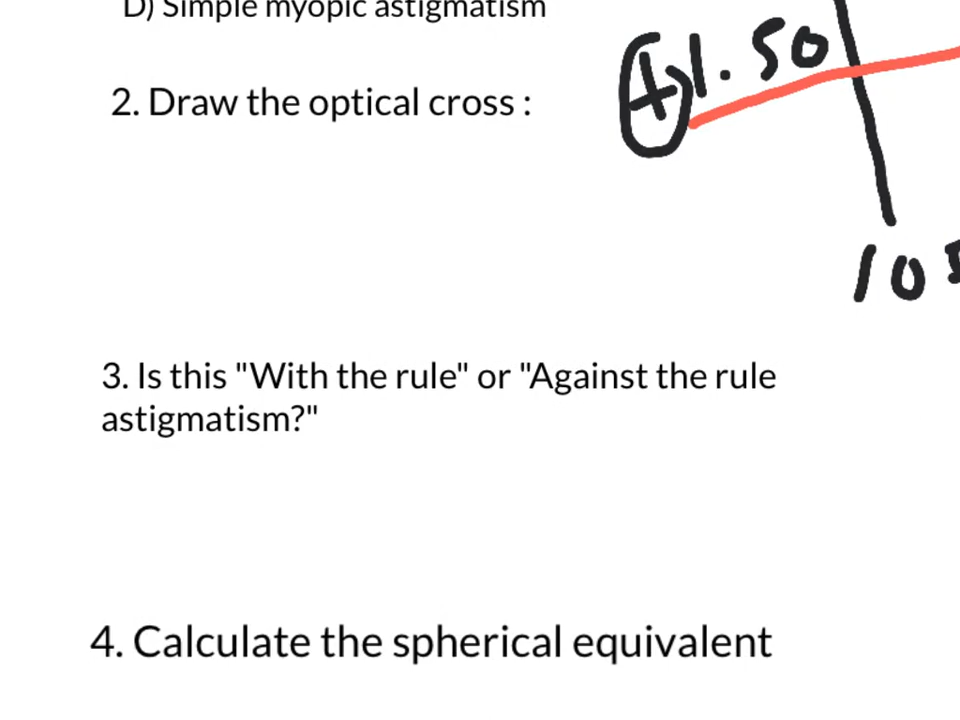 D) Simple myopic astigmatism
+1.50
2. Draw the optical cross :
10
3. Is this "With the rule" or "Against the rule
astigmatism?"
4. Calculate the spherical equivalent